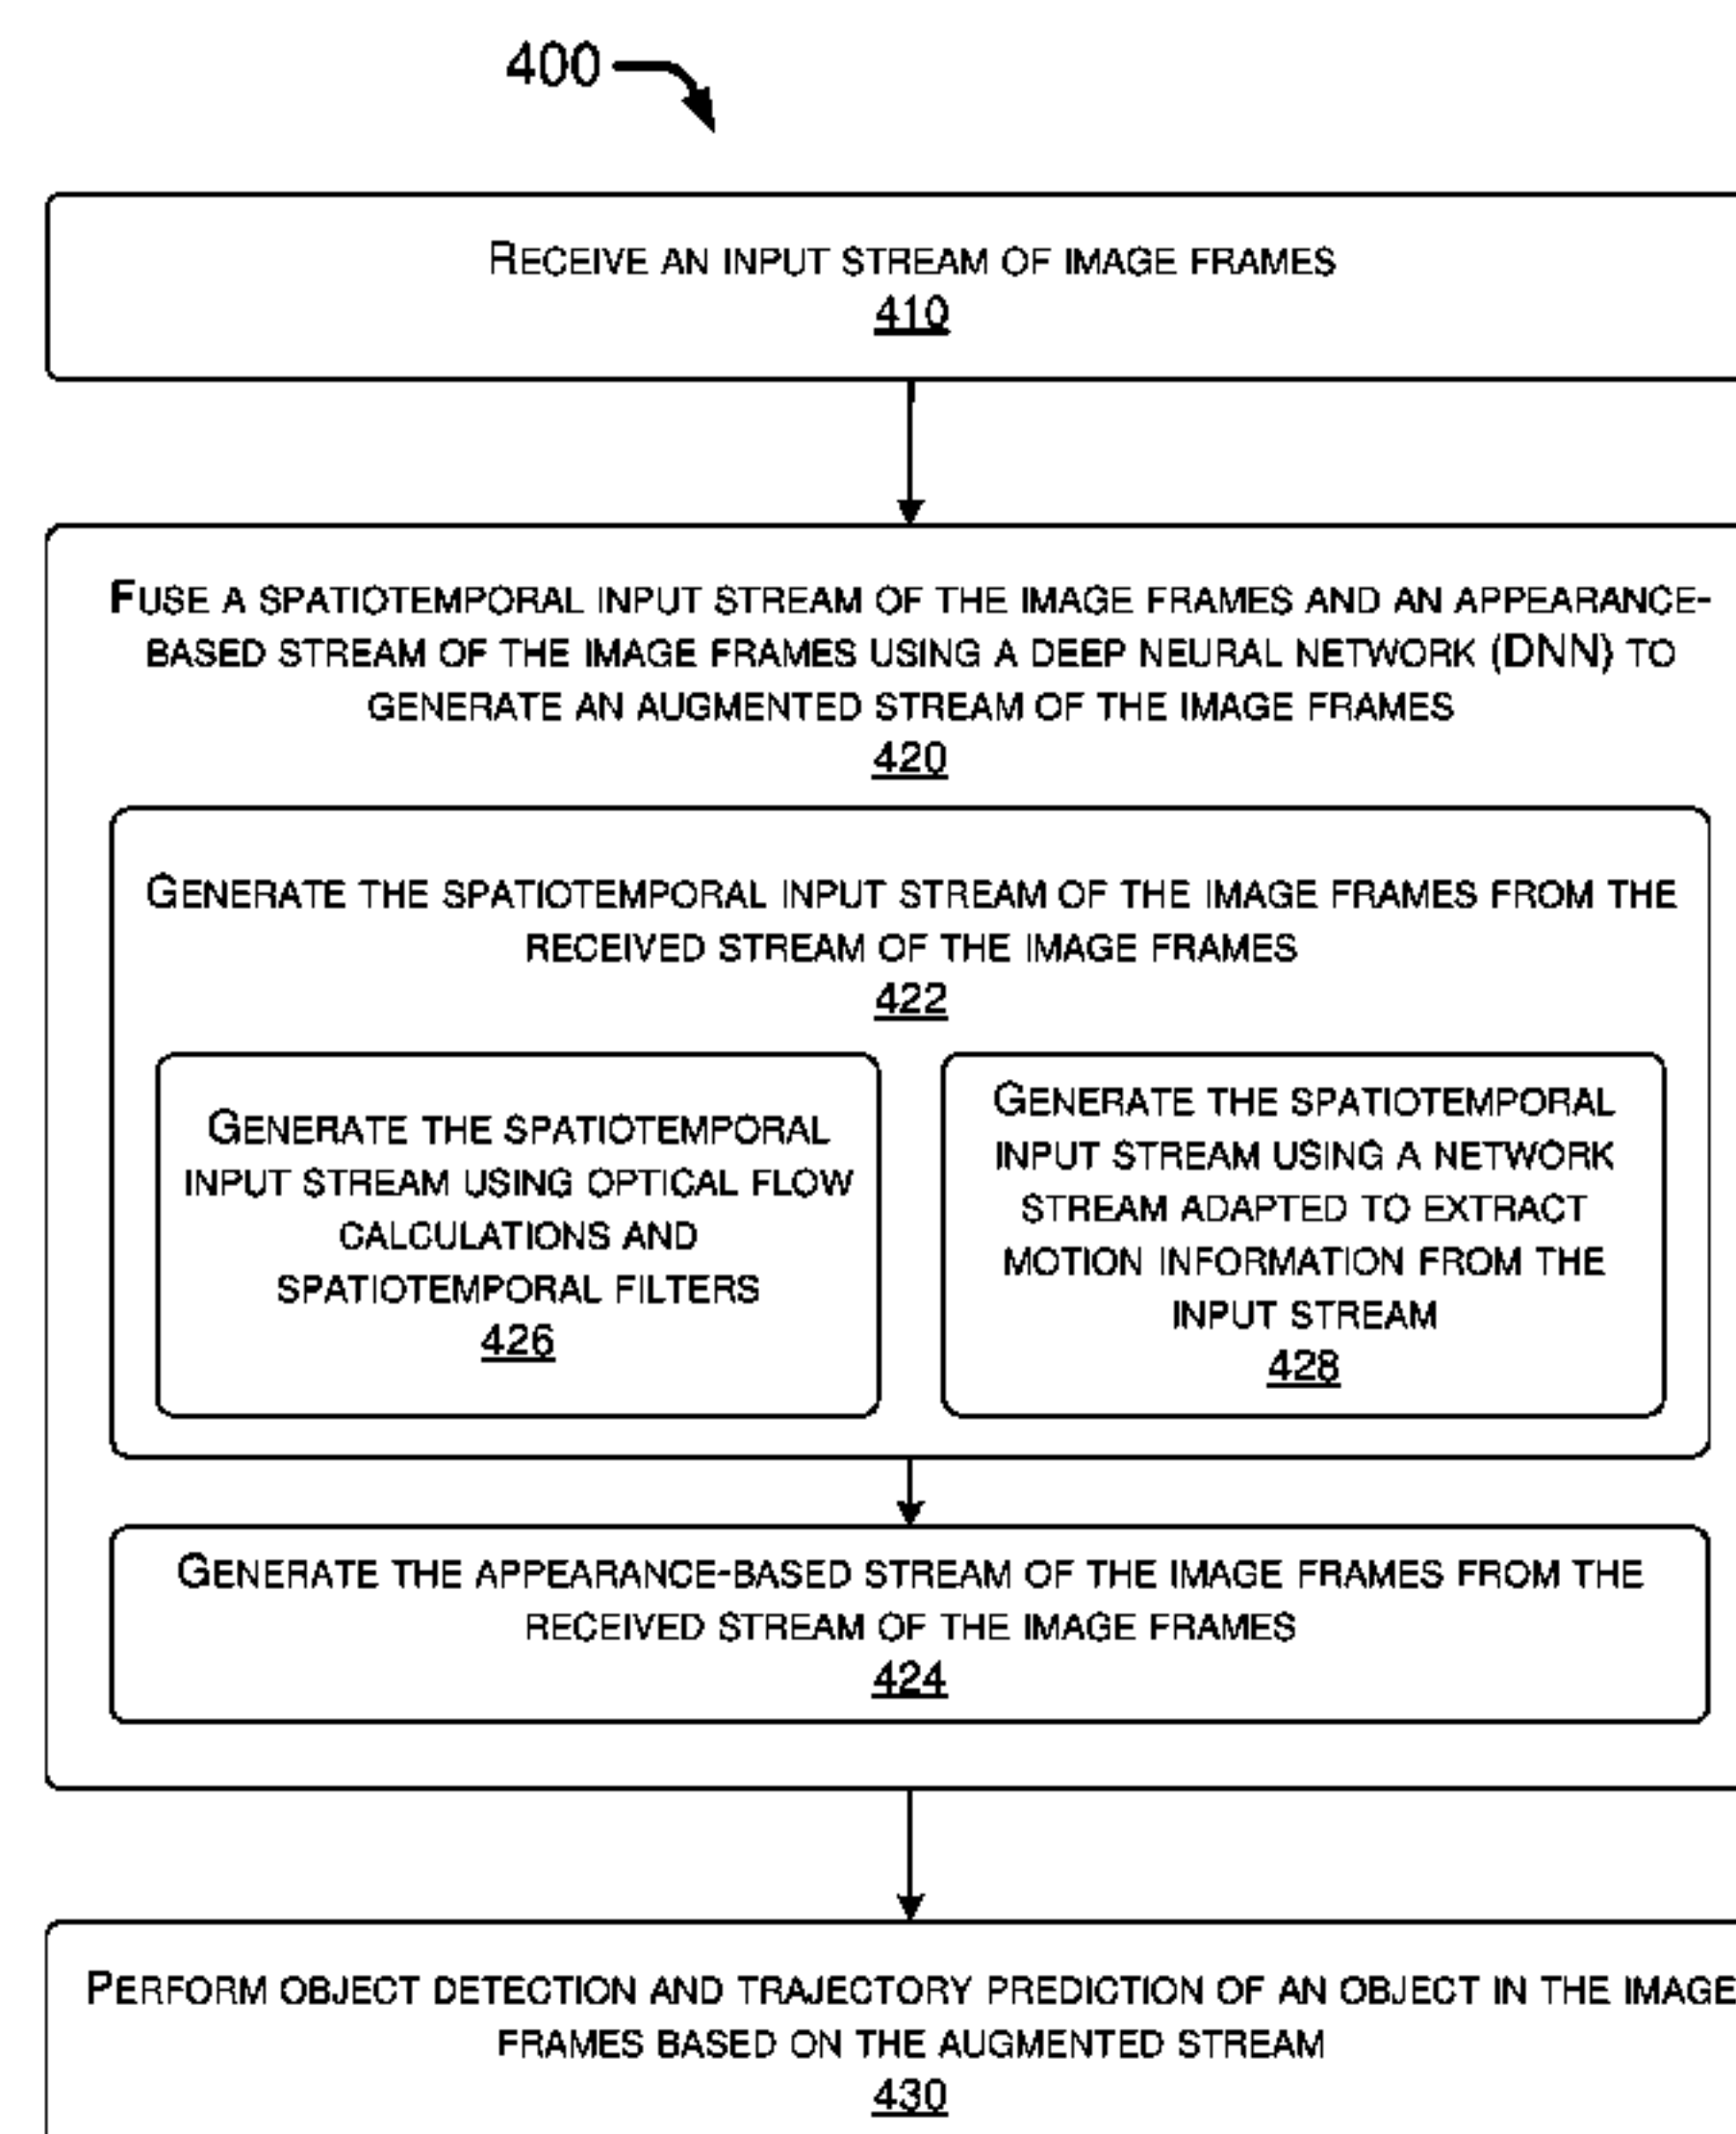 400
RECEIVE AN INPUT STREAM OF IMAGE FRAMES
410
FUSE A SPATIOTEMPORAL INPUT STREAM OF THE IMAGE FRAMES AND AN APPEARANCE-
BASED STREAM OF THE IMAGE FRAMES USING A DEEP NEURAL NETWORK (DNN) TO
GENERATE AN AUGMENTED STREAM OF THE IMAGE FRAMES
420
GENERATE THE SPATIOTEMPORAL INPUT STREAM OF THE IMAGE FRAMES FROM THE
RECEIVED STREAM OF THE IMAGE FRAMES
422
GENERATE THE SPATIOTEMPORAL
INPUT STREAM USING OPTICAL FLOW
CALCULATIONS AND
SPATIOTEMPORAL FILTERS
426
GENERATE THE SPATIOTEMPORAL
INPUT STREAM USING A NETWORK
STREAM ADAPTED TO EXTRACT
MOTION INFORMATION FROM THE
INPUT STREAM
428
GENERATE THE APPEARANCE-BASED STREAM OF THE IMAGE FRAMES FROM THE
RECEIVED STREAM OF THE IMAGE FRAMES
424
PERFORM OBJECT DETECTION AND TRAJECTORY PREDICTION OF AN OBJECT IN THE IMAGE
FRAMES BASED ON THE AUGMENTED STREAM
430